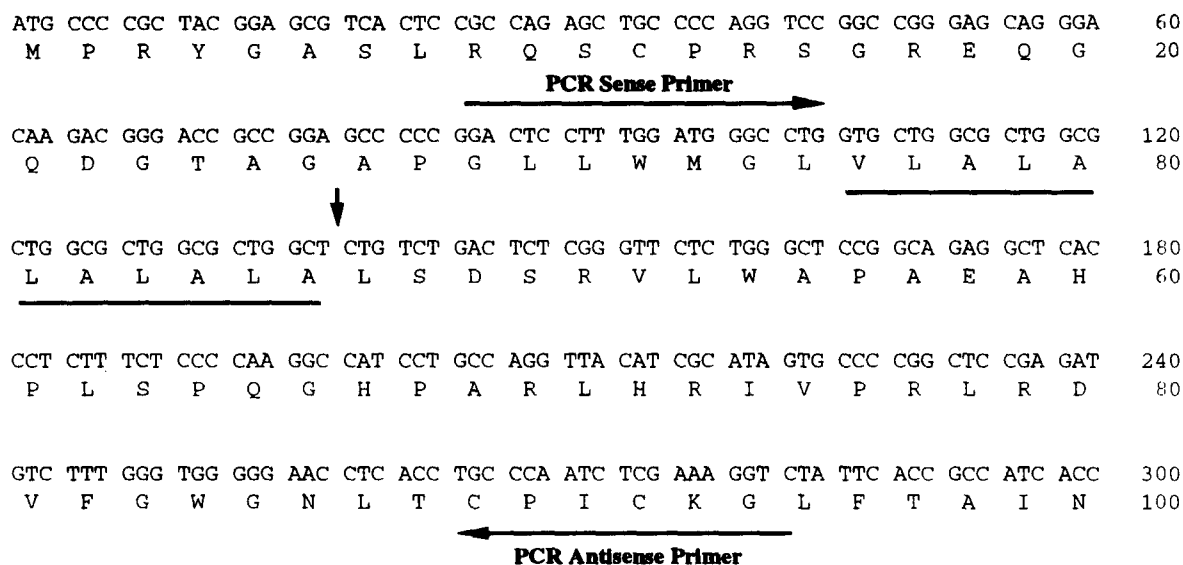 ATG CCC CGC TAC GGA GCG TCA CTC CGC CAG AGC TGC CCC AGG TCC GGC CGG GAG CAG GGA 60
M P R Y G A S L R Q S C P R S G R E Q G 20
PCR Sense Primer
CAA GAC GGG ACC GCC GGA GCC CCC GGA CTC CTT TGG ATG GGC CTG GTG CTG GCG CTG GCG 120
Q D G T A G A P G L L W M G L V L A L A 80
CTG GCG CTG GCG CTG GCT CTG TCT GAC TCT CGG GTT CTC TGG GCT CCG GCA GAG GCT CAC 180
L A L A L A L S D S R V L W A P A E A H 60
CCT CTT TCT CCC CAA GGC CAT CCT GCC AGG TTA CAT CGC ATA GTG CCC CGG CTC CGA GAT 240
P L S P Q G H P A R L H R I V P R L R D 80
GTC TTT GGG TGG GGG AAC CTC ACC TGC CCA ATC TCG AAA GGT CTA TTC ACC GCC ATC ACC 300
V F G W G N L T C P I C K G L F T A I N 100
PCR Antisense Primer